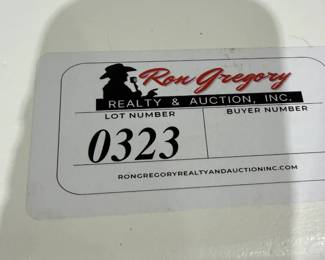 Ron Gregory
REALTY & AUCTION, INC.
LOT NUMBER BUYER NUMBER
0323
RONGREGORYREALTYANDAUCTIONINC.COM